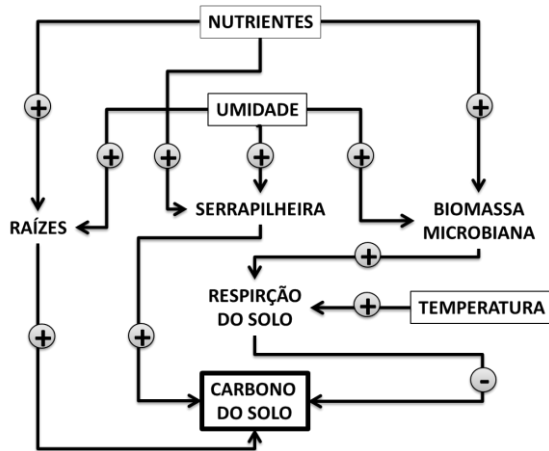 NUTRIENTES
+
+
UMIDADE
+
+
+
+
RAÍZES
SERRAPILHEIRA
BIOMASSA
MICROBIANA
+
RESPIRÇÃO
DO SOLO
+
TEMPERATURA
+
+
-
CARBONO
DO SOLO